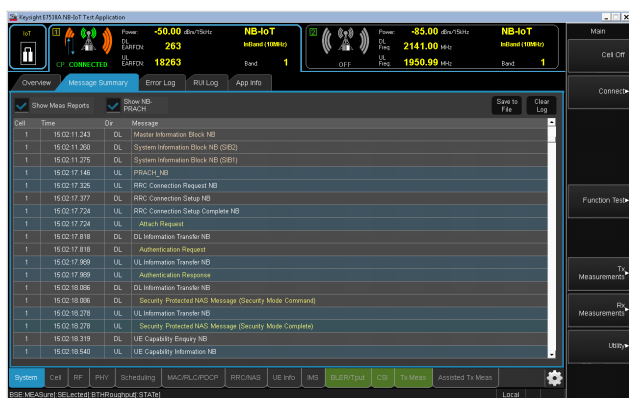 Keysight E7530A NB-IoT Test Application
IoT
1
CP CONNECTED
Power: -50.00 dBm/15kHz
DL EARFCN: 263
UL EARFCN: 18263
NB-IoT
InBand (10MHz)
Band 1
2
OFF
Power: -85.00 dBm/15kHz
DL Freq: 2141.00 MHz
UL Freq: 1950.99 MHz
NB-IoT
InBand (10MHz)
Band 1
Main
Cell Off
Connect
Function Test
Tx Measurements
Rx Measurements
Utility
Overview Message Summary Error Log RUI Log App Info
Show Meas Reports Show NB-PRACH Save to File Clear Log
Cell Time Dir Message
1 15:02:11.243 DL Master Information Block NB
1 15:02:11.260 DL System Information Block NB (SIB2)
1 15:02:11.275 DL System Information Block NB (SIB1)
1 15:02:17.146 UL PRACH_NB
1 15:02:17.325 UL RRC Connection Request NB
1 15:02:17.377 DL RRC Connection Setup NB
1 15:02:17.724 UL RRC Connection Setup Complete NB
1 15:02:17.724 UL Attach Request
1 15:02:17.818 DL DL Information Transfer NB
1 15:02:17.818 DL Authentication Request
1 15:02:17.989 UL UL Information Transfer NB
1 15:02:17.989 UL Authentication Response
1 15:02:18.086 DL DL Information Transfer NB
1 15:02:18.086 DL Security Protected NAS Message (Security Mode Command)
1 15:02:18.278 UL UL Information Transfer NB
1 15:02:18.278 UL Security Protected NAS Message (Security Mode Complete)
1 15:02:18.319 DL UE Capability Enquiry NB
1 15:02:18.540 UL UE Capability Information NB
System Cell RF PHY Scheduling MAC/RLC/PDCP RRC/NAS UE Info IMS BLER/Tput CSI Tx Meas Assisted Tx Meas
BSE:MEASure[:SELected]:BTHRoughput[:STATe]
Local